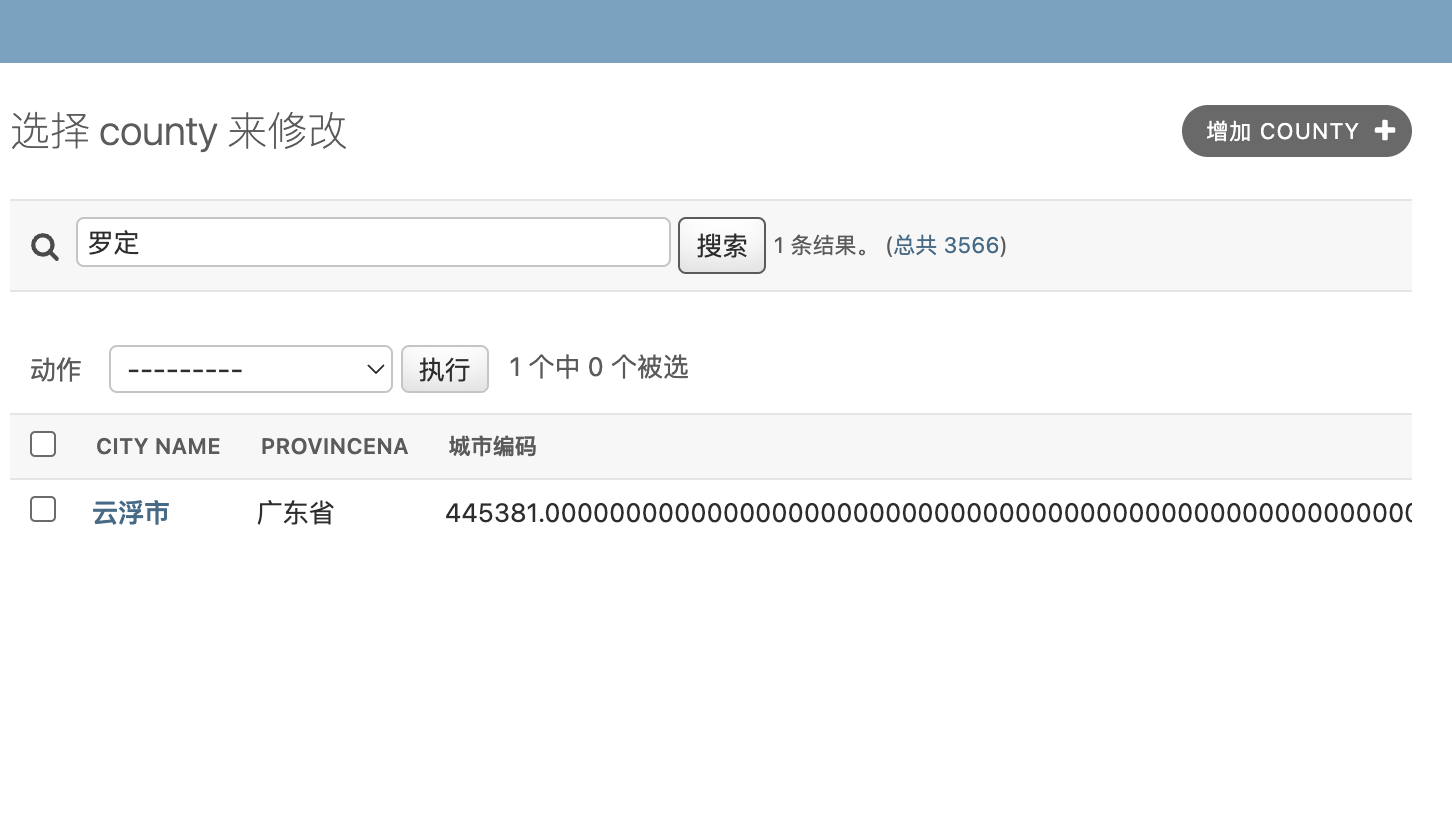 选择 county 来修改
增加 COUNTY
罗定 搜索 1 条结果。 (总共 3566)
动作 --------- 执行 1 个中 0 个被选
CITY NAME PROVINCENA 城市编码
云浮市 广东省 445381.000000000000000000000000000000000000000000000000